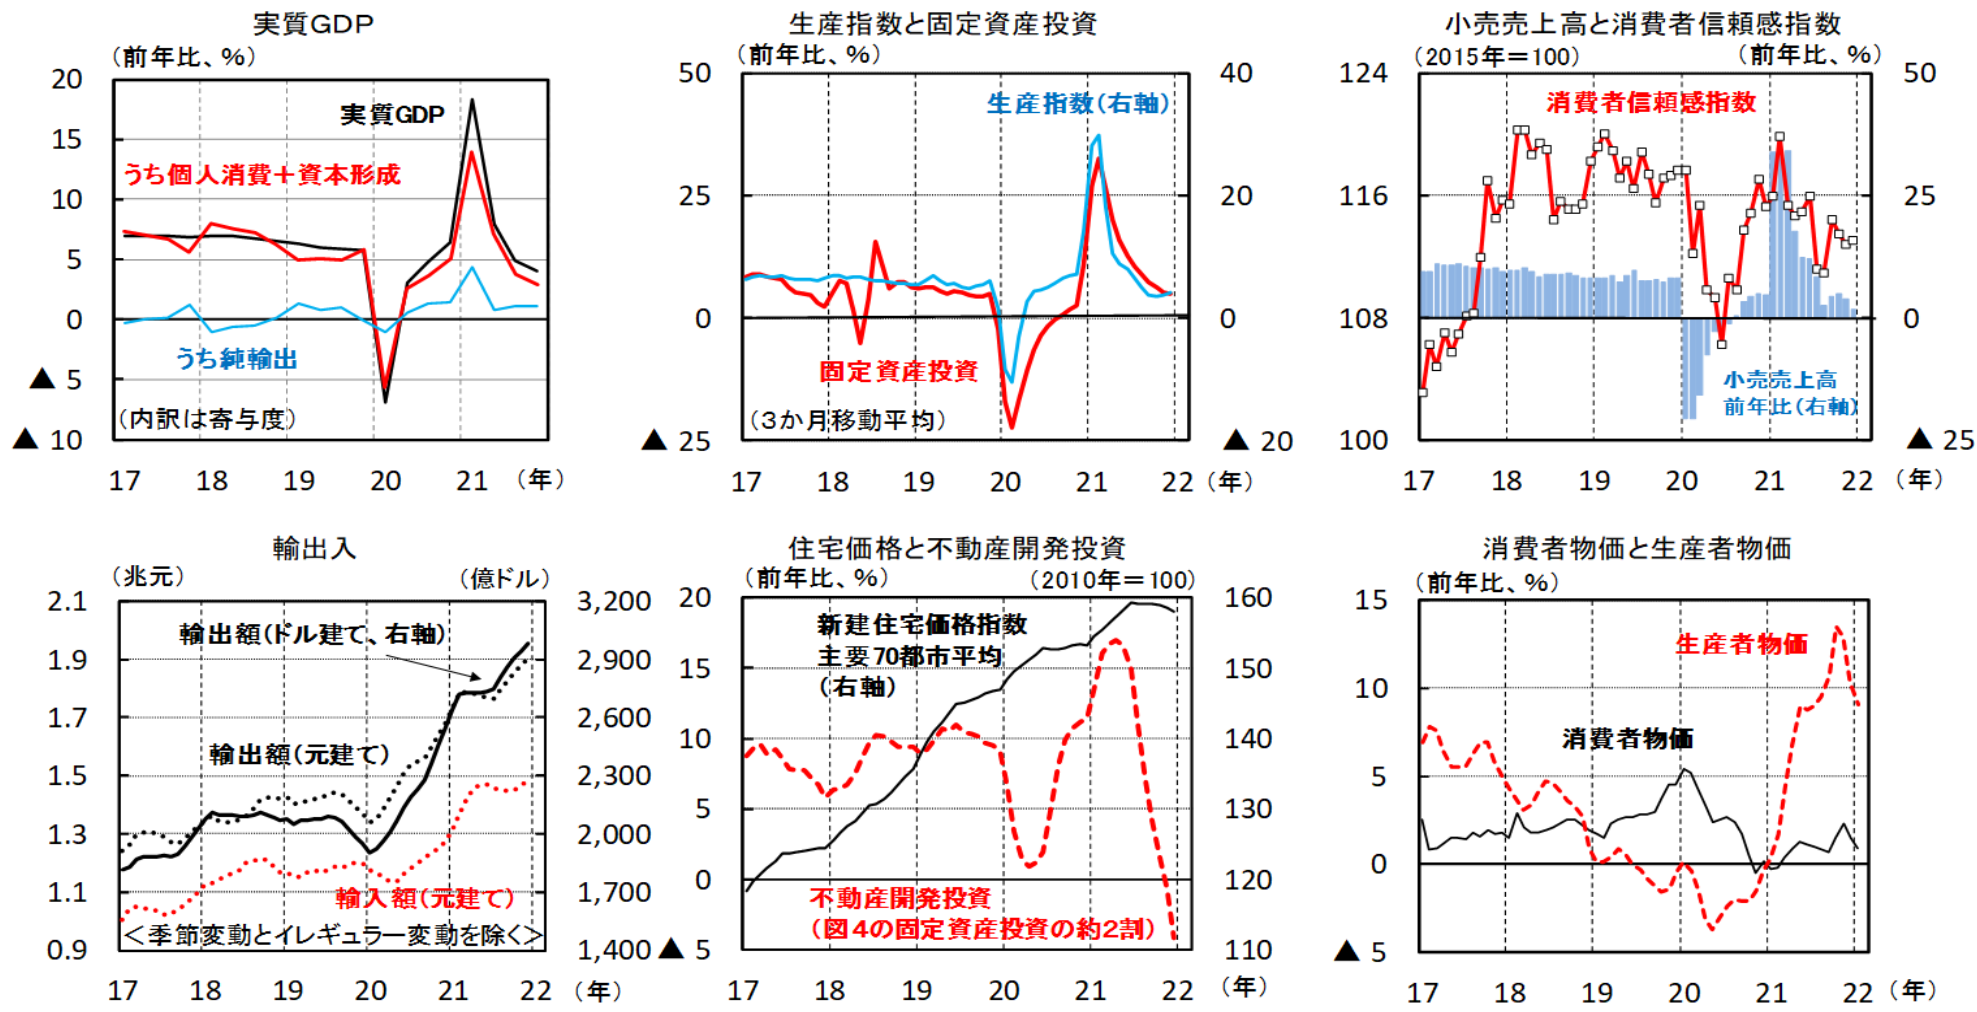 実質GDP
(前年比、%)
20
15
10
5
0
▲ 5
▲ 10
実質GDP
うち個人消費+資本形成
うち純輸出
(内訳は寄与度)
17 18 19 20 21 (年)
生産指数と固定資産投資
(前年比、%)
50
25
0
▲ 25
40
20
0
▲ 20
生産指数(右軸)
固定資産投資
(3か月移動平均)
17 18 19 20 21 22 (年)
小売売上高と消費者信頼感指数
(2015年=100) (前年比、%)
124
116
108
100
50
25
0
▲ 25
消費者信頼感指数
小売売上高
前年比(右軸)
17 18 19 20 21 22 (年)
輸出入
(兆元) (億ドル)
2.1
1.9
1.7
1.5
1.3
1.1
0.9
3,200
2,900
2,600
2,300
2,000
1,700
1,400
輸出額(ドル建て、右軸)
輸出額(元建て)
輸入額(元建て)
<季節変動とイレギュラー変動を除く>
17 18 19 20 21 22 (年)
住宅価格と不動産開発投資
(前年比、%) (2010年=100)
20
15
10
5
0
▲ 5
160
150
140
130
120
110
新建住宅価格指数
主要70都市平均
(右軸)
不動産開発投資
(図4の固定資産投資の約2割)
17 18 19 20 21 22 (年)
消費者物価と生産者物価
(前年比、%)
15
10
5
0
▲ 5
生産者物価
消費者物価
17 18 19 20 21 22 (年)